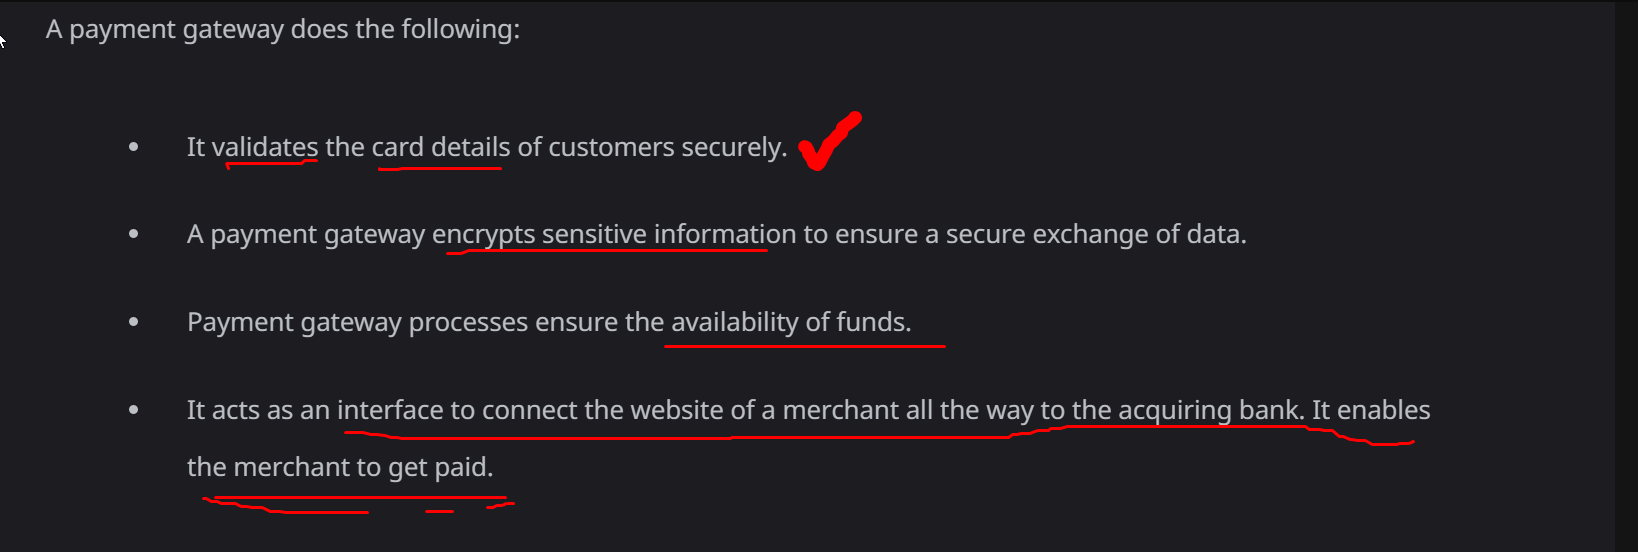 A payment gateway does the following:
• It validates the card details of customers securely.
• A payment gateway encrypts sensitive information to ensure a secure exchange of data.
• Payment gateway processes ensure the availability of funds.
• It acts as an interface to connect the website of a merchant all the way to the acquiring bank. It enables
the merchant to get paid.